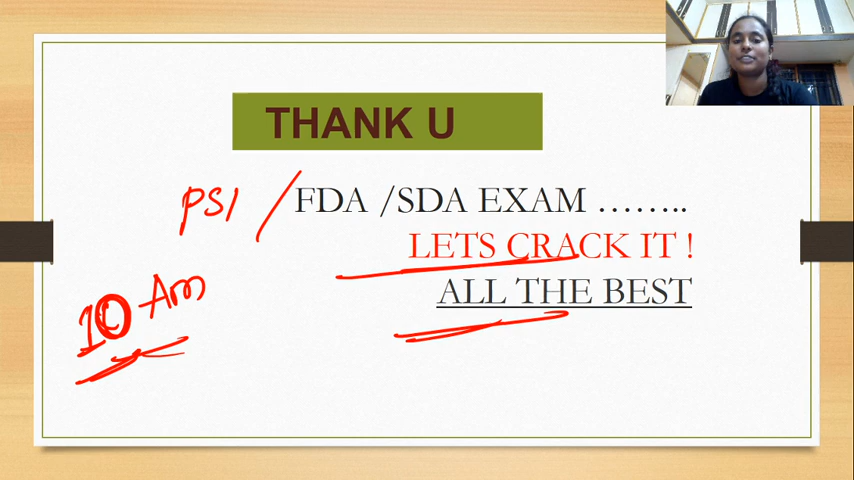 THANK U
PSI / FDA /SDA EXAM ……..
LETS CRACK IT !
ALL THE BEST
10 Am